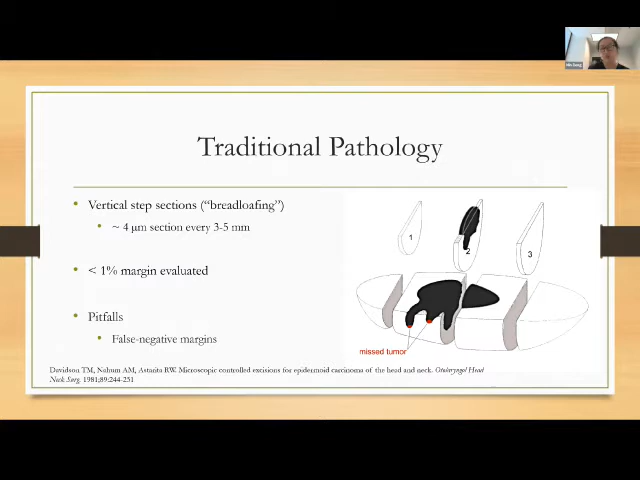 Traditional Pathology
• Vertical step sections (“breadloafing”)
• ~ 4 μm section every 3-5 mm
• < 1% margin evaluated
• Pitfalls
• False-negative margins
1
2
3
missed tumor
Davidson TM, Nahum AM, Astarita RW. Microscopic controlled excisions for epidermoid carcinoma of the head and neck. Otolaryngol Head
Neck Surg. 1981;89:244-251